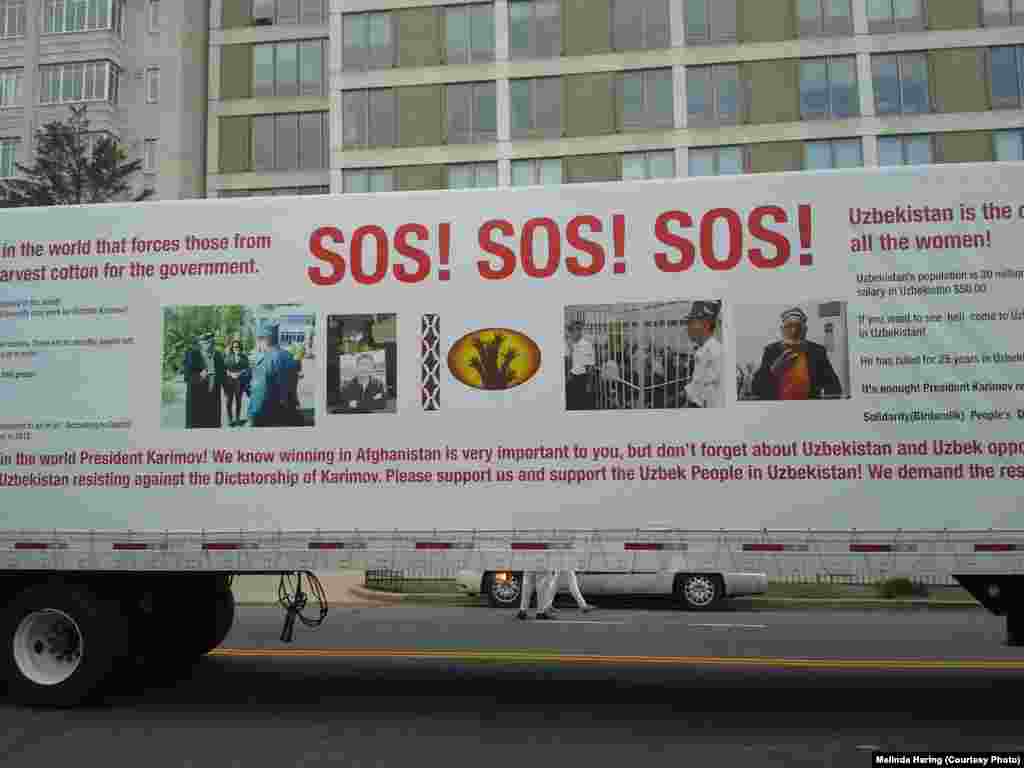 in the world that forces those from
arvest cotton for the government.
SOS! SOS! SOS!
Uzbekistan is the
all the women!
Uzbekistan's population is 30 million
salary in Uzbekistan $50.00
If you want to see hell come to
in Uzbekistan!
He has ruled for 25 years in Uzbek
It's enough! President Karimov
Solidarity(Birdamlik) People's D
in the world President Karimov! We know winning in Afghanistan is very important to you, but don't forget about Uzbekistan and Uzbek oppo
Uzbekistan resisting against the Dictatorship of Karimov. Please support us and support the Uzbek People in Uzbekistan! We demand the res
Melinda Haring (Courtesy Photo)